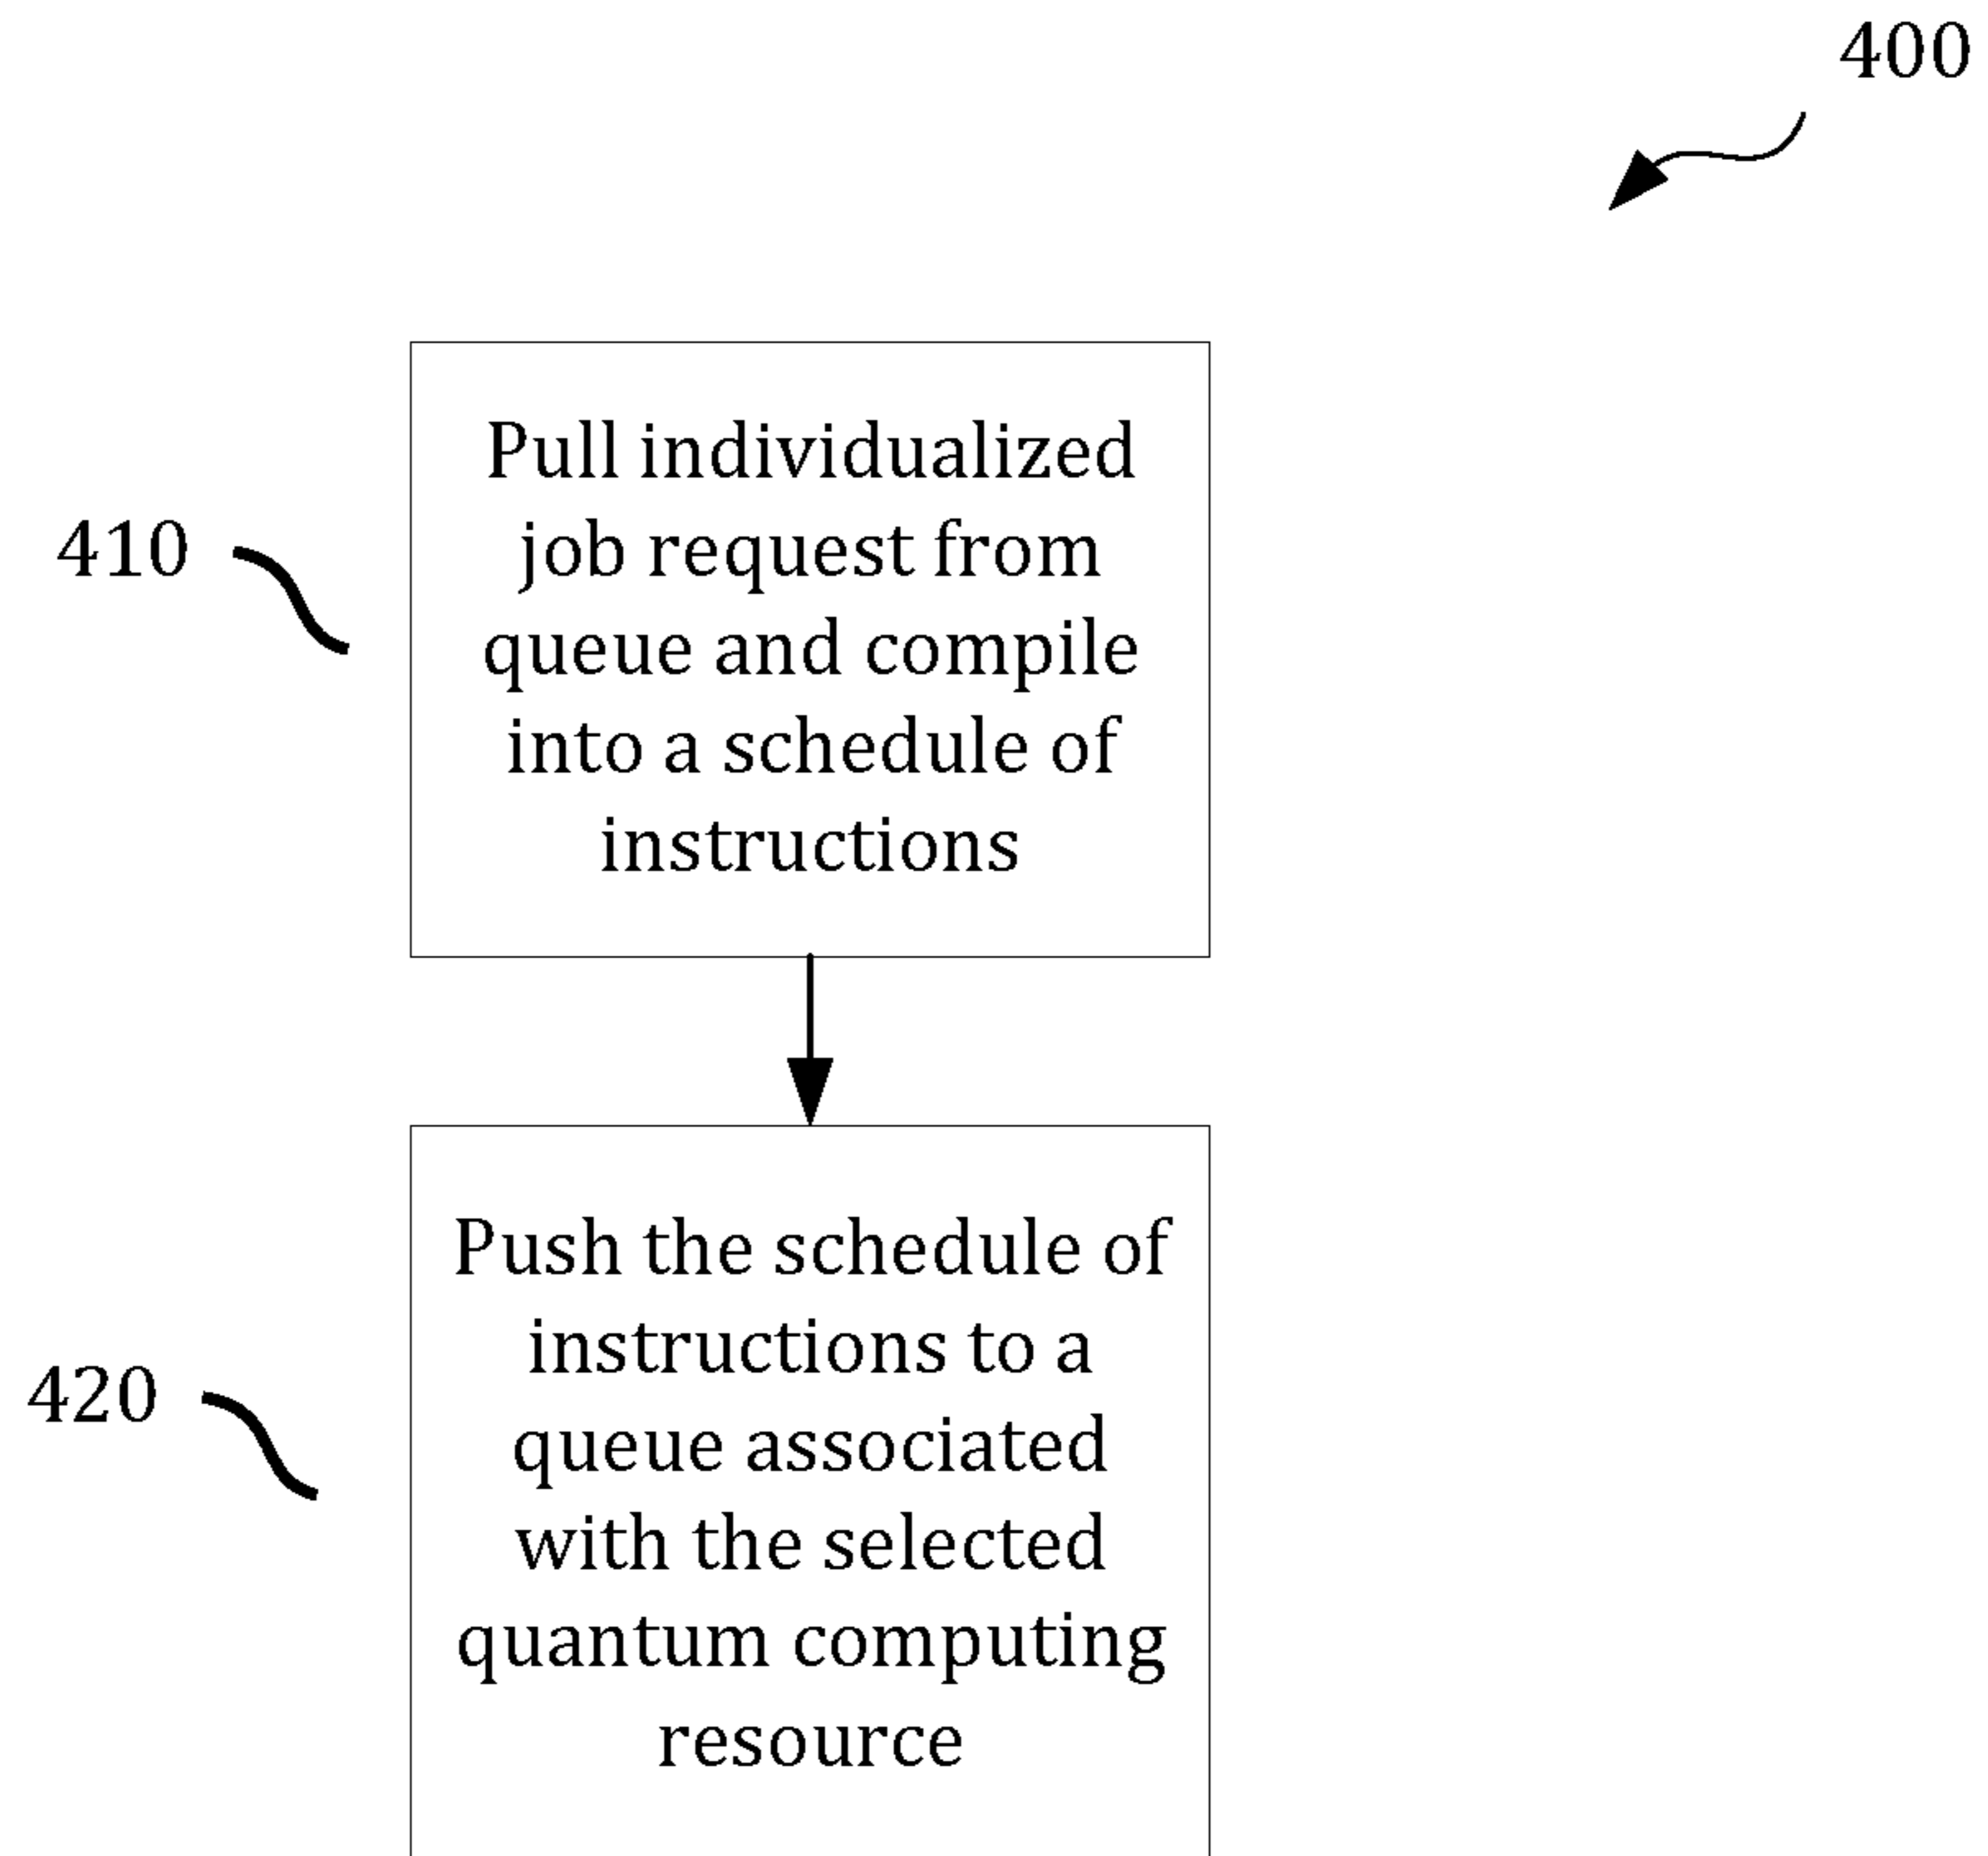 400
Pull individualized
job request from
queue and compile
into a schedule of
instructions
410
Push the schedule of
instructions to a
queue associated
with the selected
quantum computing
resource
420